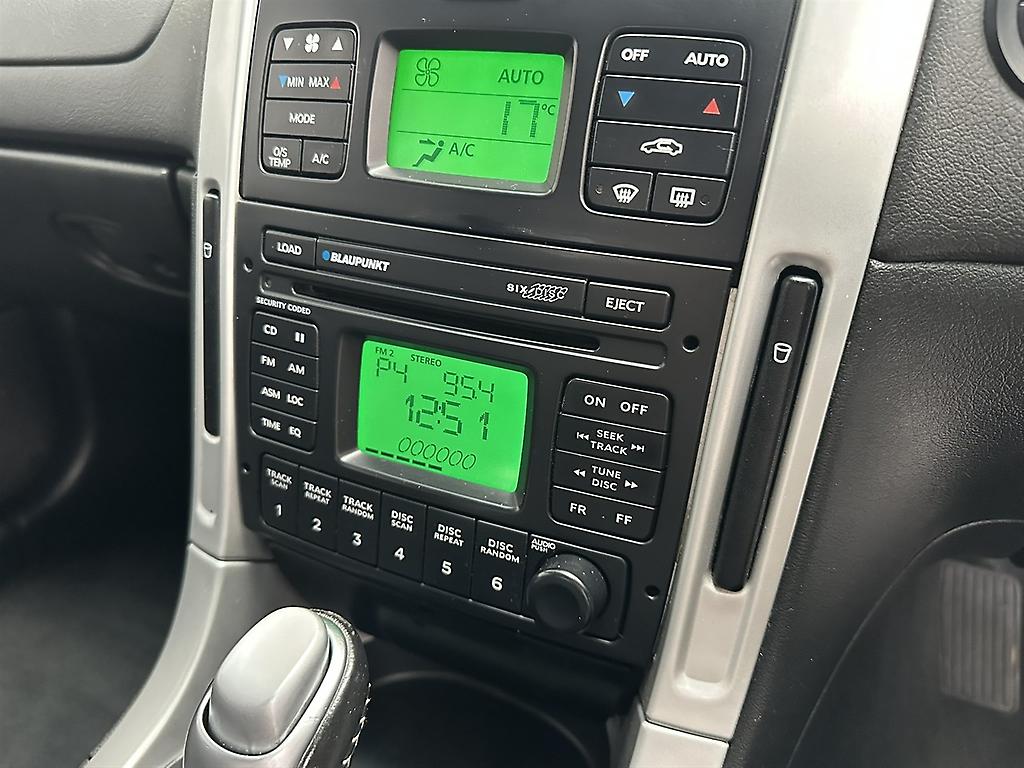 MIN MAX
MODE
O/S
TEMP
A/C
AUTO
17°C
A/C
OFF AUTO
LOAD
BLAUPUNKT
SIX DISC
EJECT
SECURITY CODED
CD
FM AM
ASM LOC
TIME EQ
FM 2 STEREO
P4 95.4
12:51
000000
ON OFF
SEEK
TRACK
TUNE
DISC
FR . FF
TRACK
SCAN
1
TRACK
REPEAT
2
TRACK
RANDOM
3
DISC
SCAN
4
DISC
REPEAT
5
DISC
RANDOM
6
AUDIO
PUSH